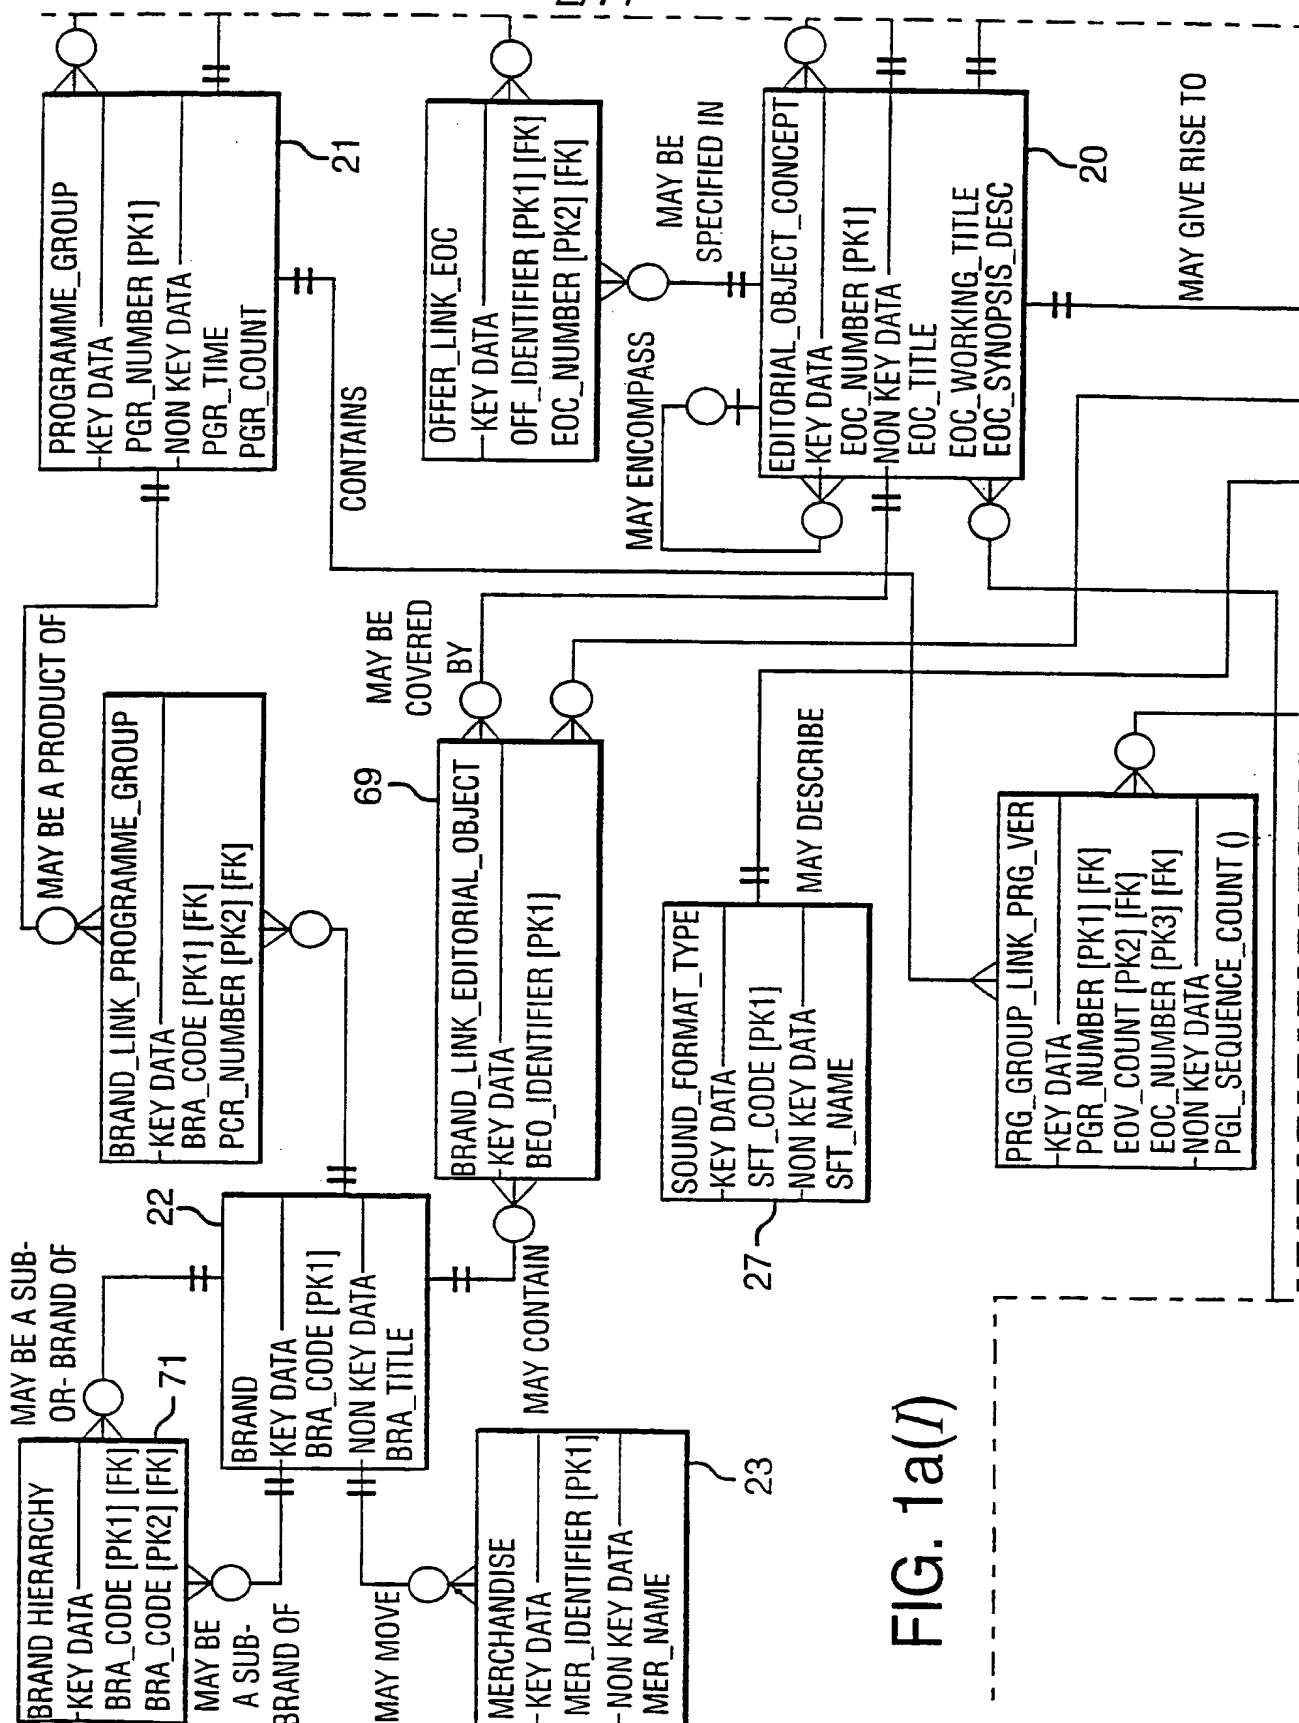 BRAND HIERARCHY
KEY DATA
BRA_CODE [PK1] [FK]
BRA_CODE [PK2] [FK]
71
MAY BE A SUB-
OR- BRAND OF
MAY BE
A SUB-
BRAND OF
BRAND
KEY DATA
BRA_CODE [PK1]
NON KEY DATA
BRA_TITLE
22
MAY MOVE
MERCHANDISE
KEY DATA
MER_IDENTIFIER [PK1]
NON KEY DATA
MER_NAME
23
MAY CONTAIN
BRAND_LINK_PROGRAMME_GROUP
KEY DATA
BRA_CODE [PK1] [FK]
PCR_NUMBER [PK2] [FK]
MAY BE A PRODUCT OF
BRAND_LINK_EDITORIAL_OBJECT
KEY DATA
BEO_IDENTIFIER [PK1]
69
MAY BE
COVERED
BY
SOUND_FORMAT_TYPE
KEY DATA
SFT_CODE [PK1]
NON KEY DATA
SFT_NAME
27
MAY DESCRIBE
PRG_GROUP_LINK_PRG_VER
KEY DATA
PGR_NUMBER [PK1] [FK]
EOV_COUNT [PK2] [FK]
EOC_NUMBER [PK3] [FK]
NON KEY DATA
PGL_SEQUENCE_COUNT ()
PROGRAMME_GROUP
KEY DATA
PGR_NUMBER [PK1]
NON KEY DATA
PGR_TIME
PGR_COUNT
21
CONTAINS
OFFER_LINK_EOC
KEY DATA
OFF_IDENTIFIER [PK1] [FK]
EOC_NUMBER [PK2] [FK]
MAY BE
SPECIFIED IN
MAY ENCOMPASS
EDITORIAL_OBJECT_CONCEPT
KEY DATA
EOC_NUMBER [PK1]
NON KEY DATA
EOC_TITLE
EOC_WORKING_TITLE
EOC_SYNOPSIS_DESC
20
MAY GIVE RISE TO
FIG. 1a(I)